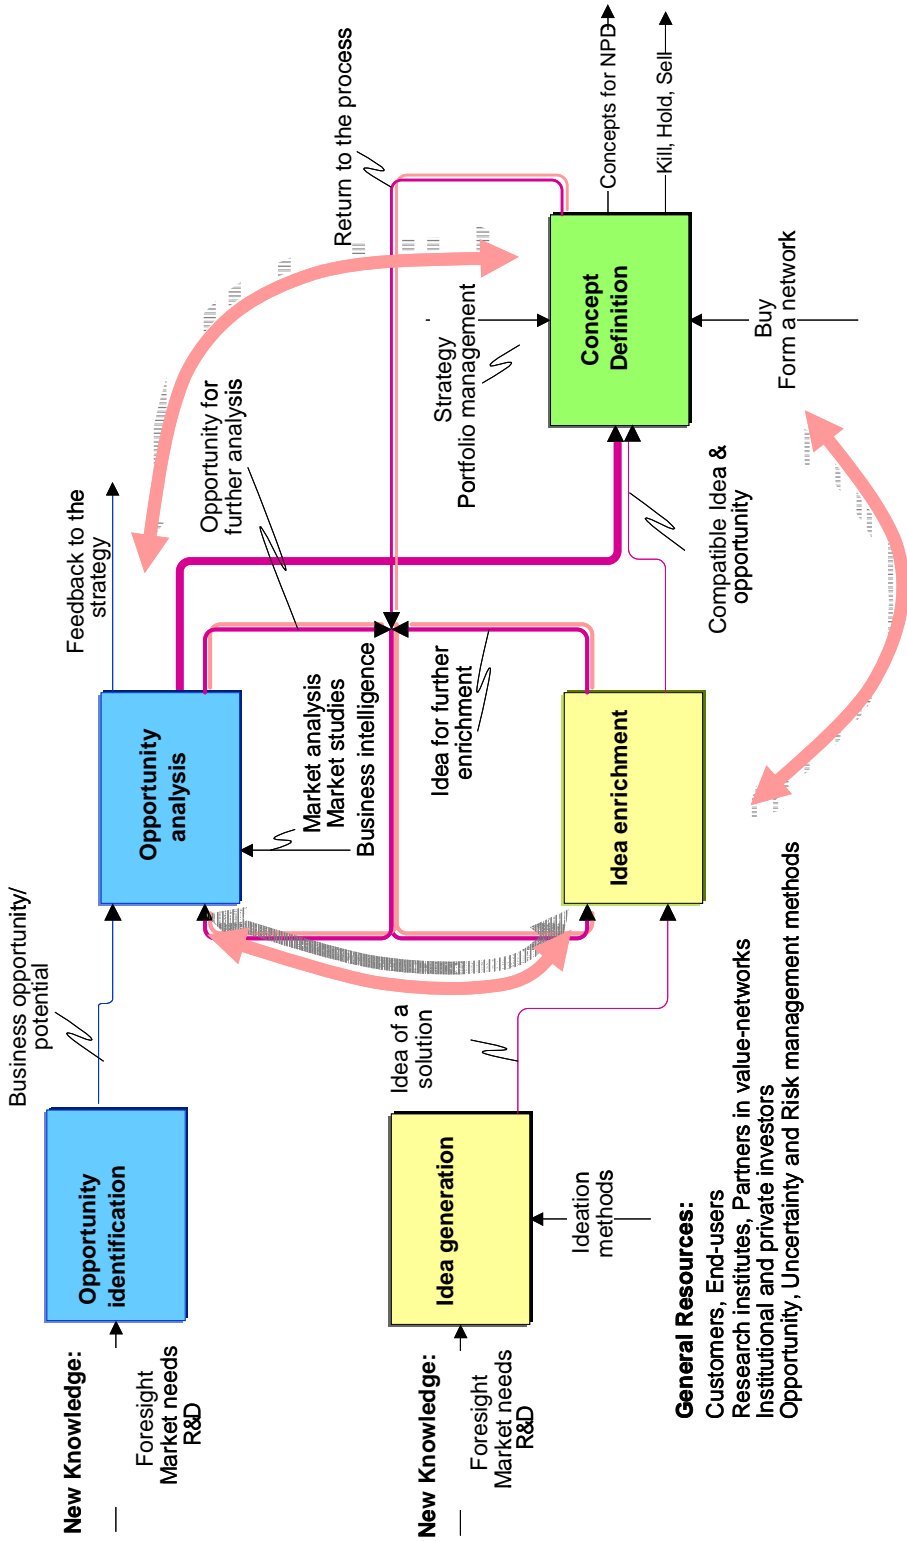 New Knowledge:
Foresight
Market needs
R&D
Opportunity
identification
Business opportunity/
potential
Opportunity
analysis
Feedback to the
strategy
Market analysis
Market studies
Business intelligence
Opportunity for
further analysis
Return to the process
New Knowledge:
Foresight
Market needs
R&D
Idea generation
Ideation
methods
Idea of a
solution
Idea enrichment
Idea for further
enrichment
Strategy
Portfolio management
Concept
Definition
Concepts for NPD
Kill, Hold, Sell
Compatible Idea &
opportunity
Buy
Form a network
General Resources:
Customers, End-users
Research institutes, Partners in value-networks
Institutional and private investors
Opportunity, Uncertainty and Risk management methods